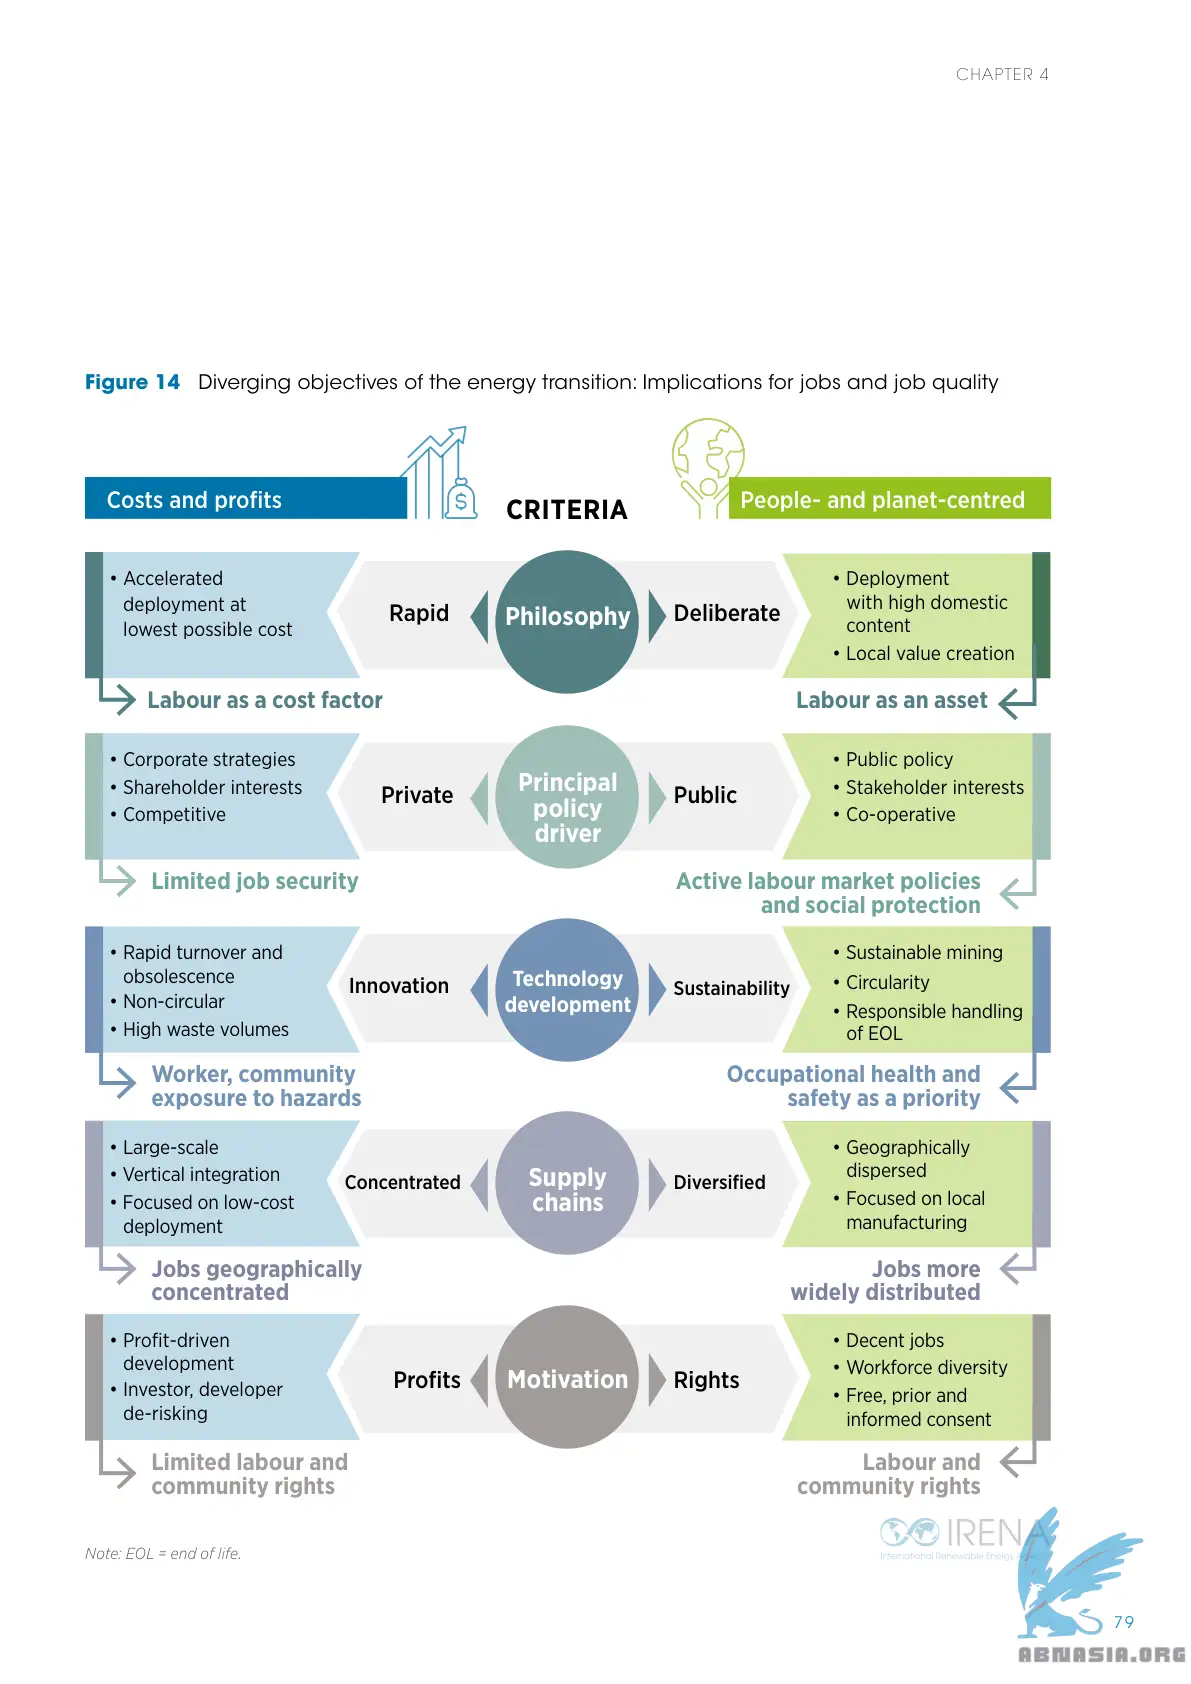 CHAPTER 4
Figure 14 Diverging objectives of the energy transition: Implications for jobs and job quality
Costs and profits
$
CRITERIA
People- and planet-centred
• Accelerated
deployment at
lowest possible cost
Rapid
Philosophy
Deliberate
• Deployment
with high domestic
content
• Local value creation
Labour as a cost factor
Labour as an asset
• Corporate strategies
• Shareholder interests
• Competitive
Private
Principal
policy
driver
Public
• Public policy
• Stakeholder interests
• Co-operative
Limited job security
Active labour market policies
and social protection
• Rapid turnover and
obsolescence
• Non-circular
• High waste volumes
Innovation
Technology
development
Sustainability
• Sustainable mining
• Circularity
• Responsible handling
of EOL
Worker, community
exposure to hazards
Occupational health and
safety as a priority
• Large-scale
• Vertical integration
• Focused on low-cost
deployment
Concentrated
Supply
chains
Diversified
• Geographically
dispersed
• Focused on local
manufacturing
Jobs geographically
concentrated
Jobs more
widely distributed
• Profit-driven
development
• Investor, developer
de-risking
Profits
Motivation
Rights
• Decent jobs
• Workforce diversity
• Free, prior and
informed consent
Limited labour and
community rights
Labour and
community rights
Note: EOL = end of life.
IRENA
International Renewable Energy
79
ABNASIA.ORG